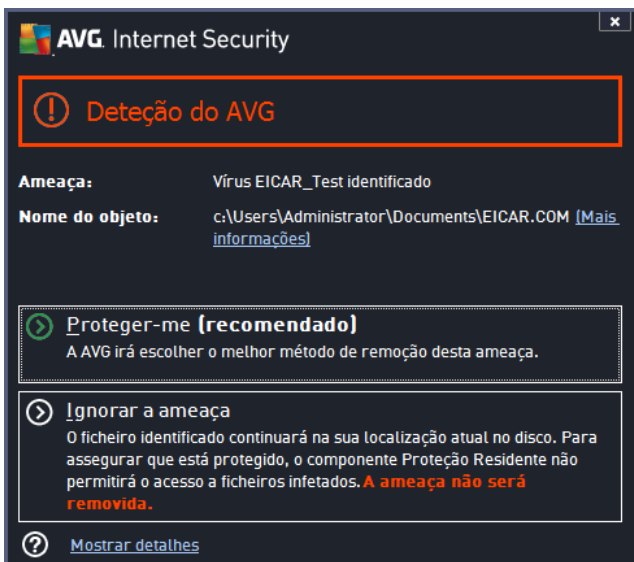 AVG. Internet Security
x
Deteção do AVG
Ameaça: Vírus EICAR_Test identificado
Nome do objeto: c:\Users\Administrator\Documents\EICAR.COM (Mais
informações)
Proteger-me (recomendado)
A AVG irá escolher o melhor método de remoção desta ameaça.
Ignorar a ameaça
O ficheiro identificado continuará na sua localização atual no disco. Para
assegurar que está protegido, o componente Proteção Residente não
permitirá o acesso a ficheiros infetados. A ameaça não será
removida.
Mostrar detalhes